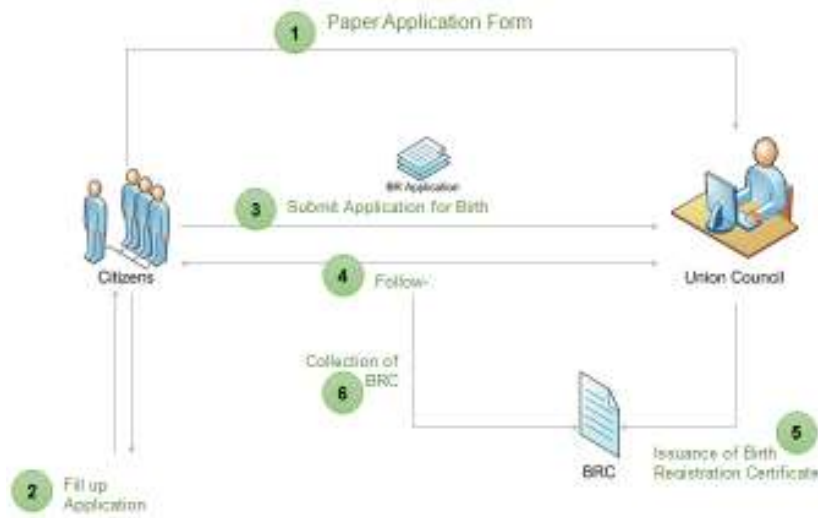 1
Paper Application Form
BR Application
3
Submit Application for Birth
Citizens
Union Council
4
Follow-
Collection of
BRC
6
BRC
5
Issuance of Birth
Registration Certificate
2
Fill up
Application